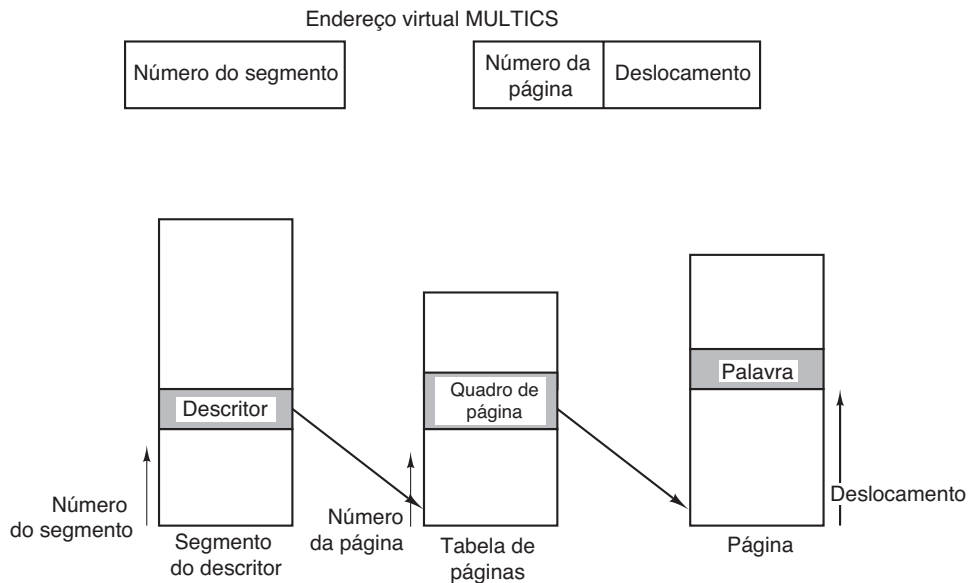 Endereço virtual MULTICS
Número do segmento
Número da
página
Deslocamento
Descritor
Quadro de
página
Palavra
Número
do segmento
Segmento
do descritor
Número
da página
Tabela de
páginas
Página
Deslocamento